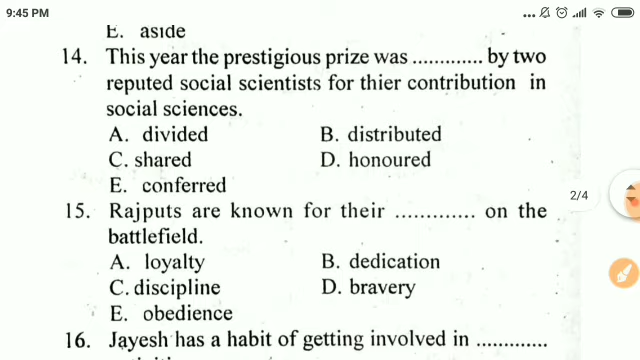 9:45 PM
E. aside
14. This year the prestigious prize was ............. by two
reputed social scientists for thier contribution in
social sciences.
A. divided B. distributed
C. shared D. honoured
E. conferred
2/4
15. Rajputs are known for their ............. on the
battlefield.
A. loyalty B. dedication
C. discipline D. bravery
E. obedience
16. Jayesh has a habit of getting involved in .............